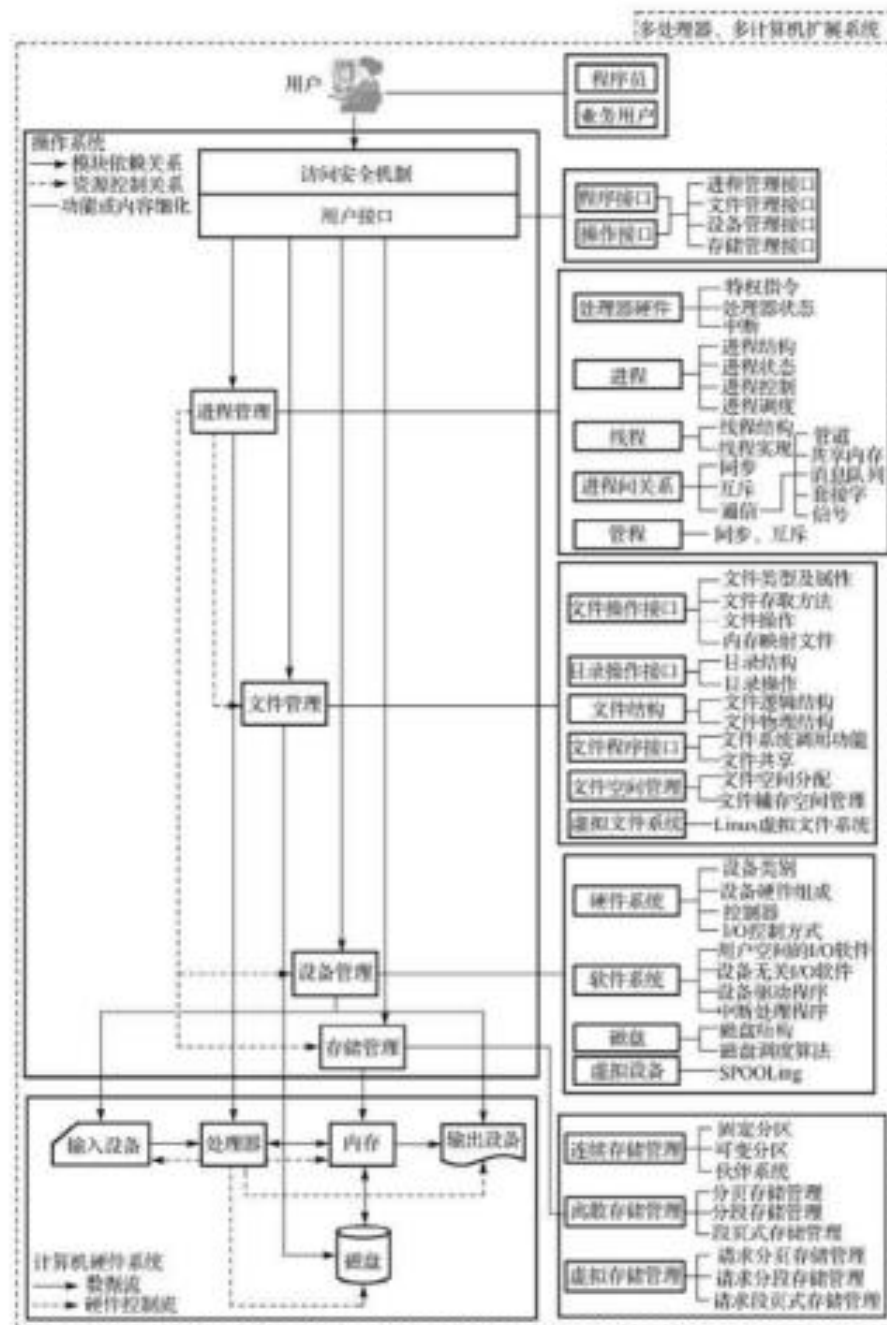 多处理器、多计算机扩展系统
用户
程序员
业务用户
操作系统
模块依赖关系
资源控制关系
功能或内容细化
访问安全机制
用户接口
程序接口
操作接口
进程管理接口
文件管理接口
设备管理接口
存储管理接口
处理器硬件
特权指令
处理器状态
中断
进程
进程结构
进程状态
进程控制
进程调度
进程管理
线程
线程结构
线程实现
进程间关系
同步
互斥
通信
管道
共享内存
消息队列
套接字
信号
管程
同步、互斥
文件操作接口
文件类型及属性
文件存取方法
文件操作
内存映射文件
目录操作接口
目录结构
目录操作
文件管理
文件结构
文件逻辑结构
文件物理结构
文件程序接口
文件系统调用功能
文件共享
文件空间管理
文件空间分配
文件辅存空间管理
虚拟文件系统
Linux虚拟文件系统
硬件系统
设备类别
设备硬件组成
控制器
I/O控制方式
设备管理
软件系统
用户空间的I/O软件
设备无关I/O软件
设备驱动程序
中断处理程序
存储管理
磁盘
磁盘结构
磁盘调度算法
虚拟设备
SPOOLing
输入设备
处理器
内存
输出设备
磁盘
计算机硬件系统
数据流
硬件控制流
连续存储管理
固定分区
可变分区
伙伴系统
离散存储管理
分页存储管理
分段存储管理
段页式存储管理
虚拟存储管理
请求分页存储管理
请求分段存储管理
请求段页式存储管理